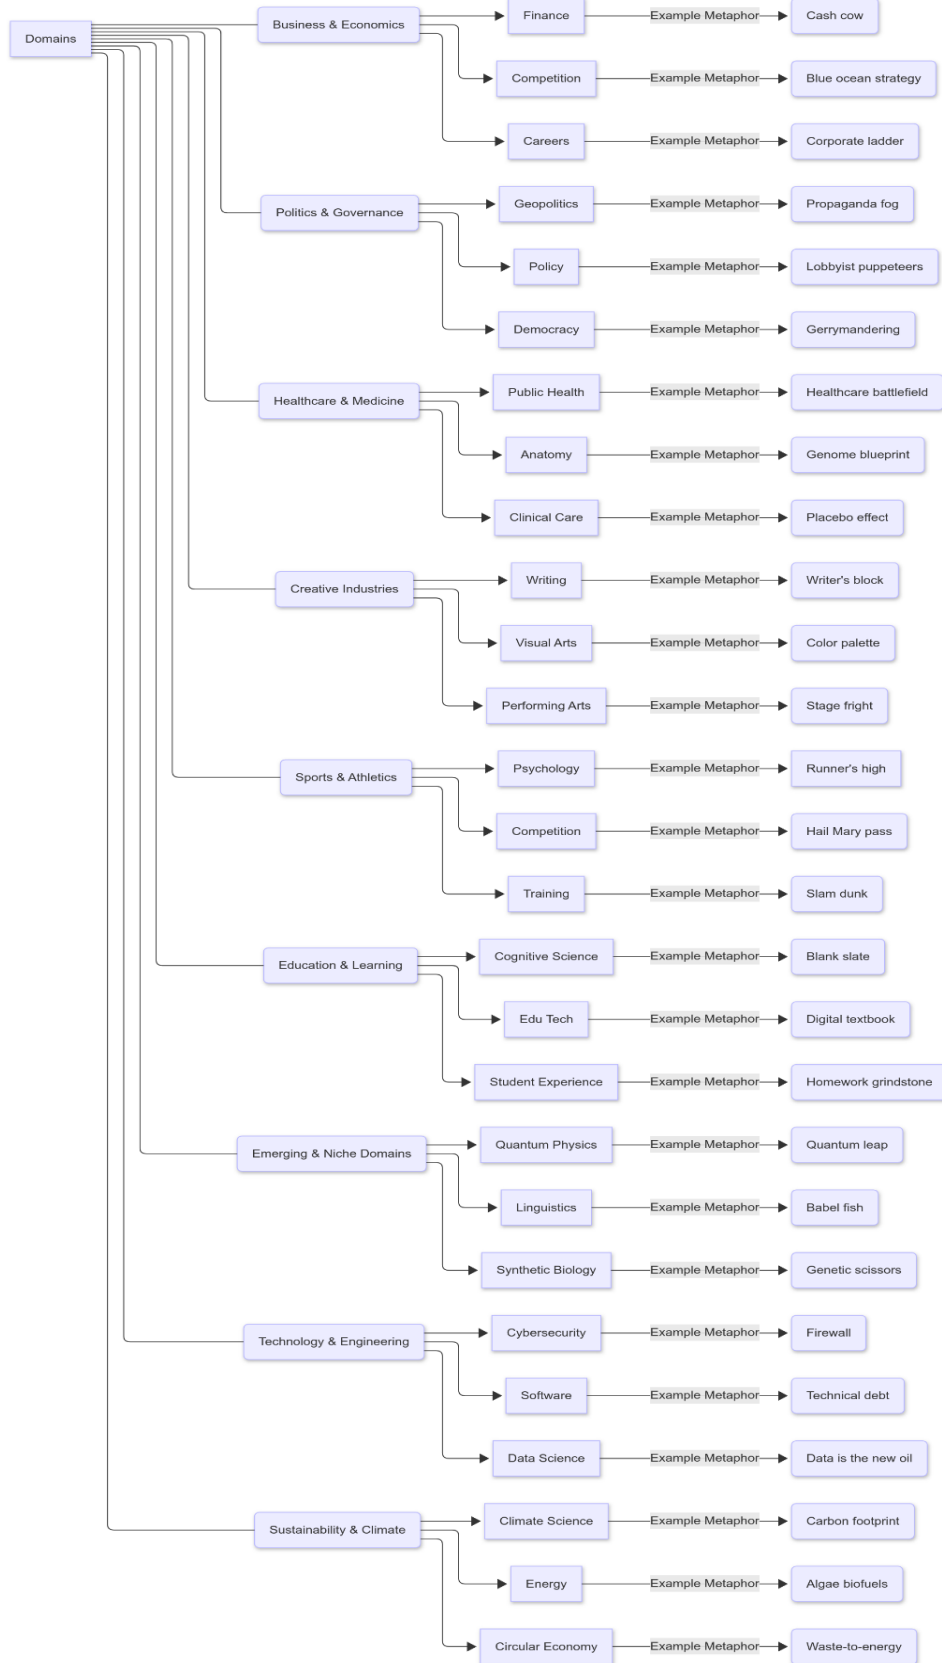 Domains
Business & Economics
Finance
Example Metaphor
Cash cow
Competition
Example Metaphor
Blue ocean strategy
Careers
Example Metaphor
Corporate ladder
Politics & Governance
Geopolitics
Example Metaphor
Propaganda fog
Policy
Example Metaphor
Lobbyist puppeteers
Democracy
Example Metaphor
Gerrymandering
Healthcare & Medicine
Public Health
Example Metaphor
Healthcare battlefield
Anatomy
Example Metaphor
Genome blueprint
Clinical Care
Example Metaphor
Placebo effect
Creative Industries
Writing
Example Metaphor
Writer's block
Visual Arts
Example Metaphor
Color palette
Performing Arts
Example Metaphor
Stage fright
Sports & Athletics
Psychology
Example Metaphor
Runner's high
Competition
Example Metaphor
Hail Mary pass
Training
Example Metaphor
Slam dunk
Education & Learning
Cognitive Science
Example Metaphor
Blank slate
Edu Tech
Example Metaphor
Digital textbook
Student Experience
Example Metaphor
Homework grindstone
Emerging & Niche Domains
Quantum Physics
Example Metaphor
Quantum leap
Linguistics
Example Metaphor
Babel fish
Synthetic Biology
Example Metaphor
Genetic scissors
Technology & Engineering
Cybersecurity
Example Metaphor
Firewall
Software
Example Metaphor
Technical debt
Data Science
Example Metaphor
Data is the new oil
Sustainability & Climate
Climate Science
Example Metaphor
Carbon footprint
Energy
Example Metaphor
Algae biofuels
Circular Economy
Example Metaphor
Waste-to-energy